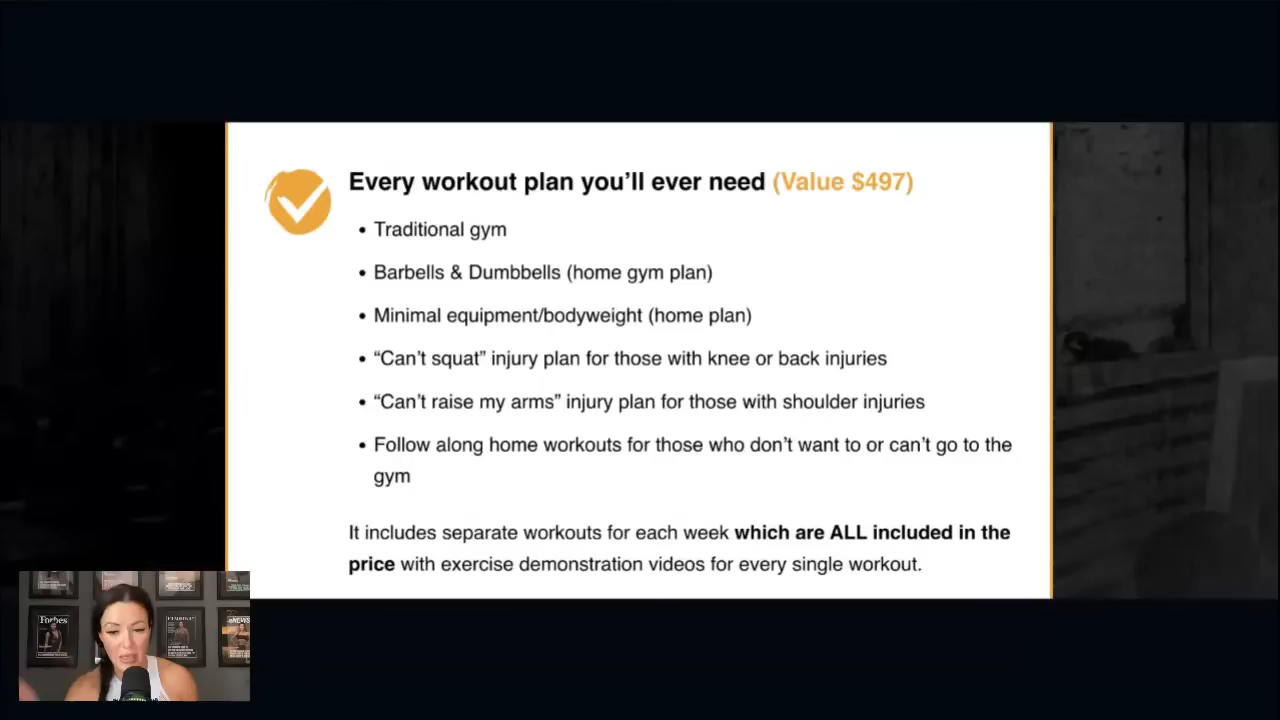 Every workout plan you’ll ever need (Value $497)
• Traditional gym
• Barbells & Dumbbells (home gym plan)
• Minimal equipment/bodyweight (home plan)
• “Can’t squat” injury plan for those with knee or back injuries
• “Can’t raise my arms” injury plan for those with shoulder injuries
• Follow along home workouts for those who don’t want to or can’t go to the
gym
It includes separate workouts for each week which are ALL included in the
price with exercise demonstration videos for every single workout.
Forbes